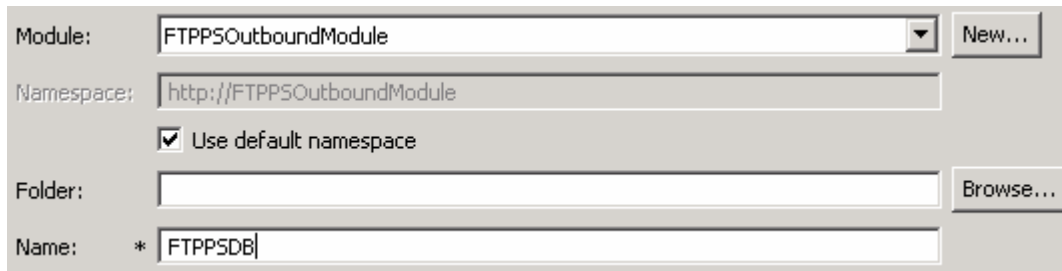 Module: FTPPSOutboundModule New...
Namespace: http://FTPPSOutboundModule
Use default namespace
Folder: Browse...
Name: * FTPPSDB